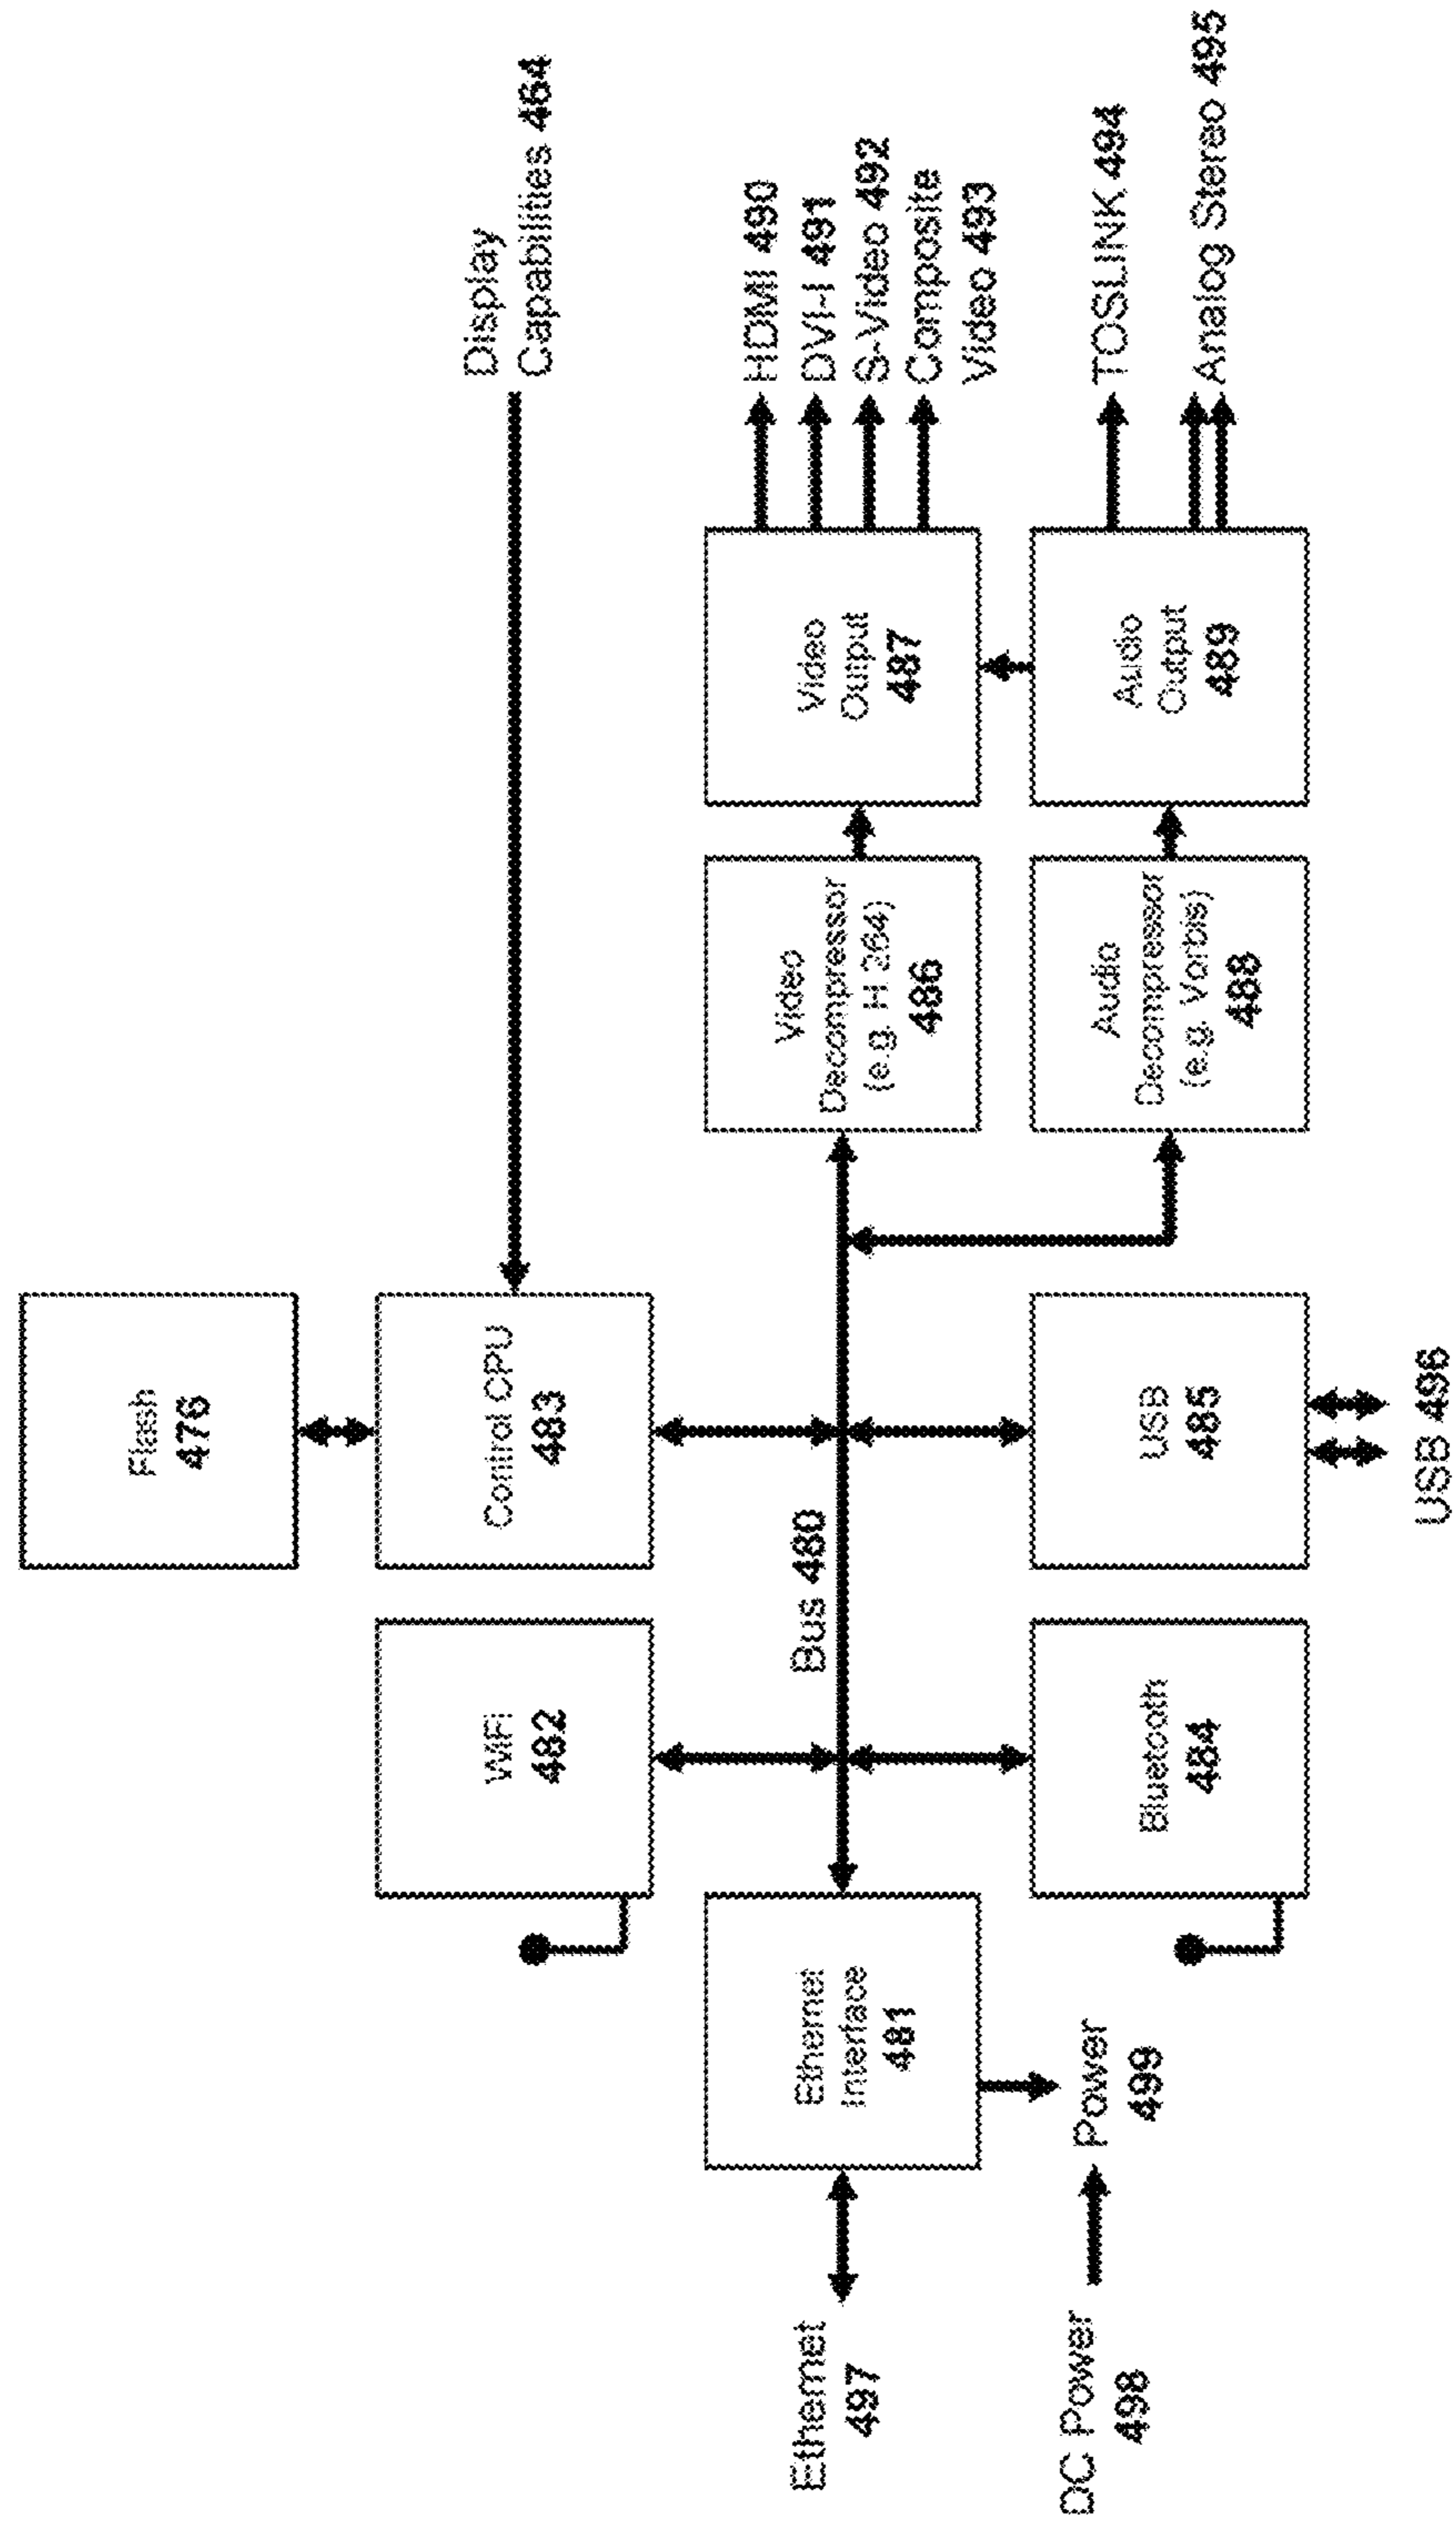 Flash
476
Display
Capabilities 464
WiFi
482
Control CPU
483
Bus 480
Ethernet
497
Ethernet
Interface
481
Video
Decompressor
(e.g. H.264)
486
Video
Output
487
HDMI 490
DVI-I 491
S-Video 492
Composite
Video 493
DC Power
498
Power
499
Bluetooth
484
USB
485
Audio
Decompressor
(e.g. Vorbis)
488
Audio
Output
489
TOSLINK 494
Analog Stereo 495
USB 496